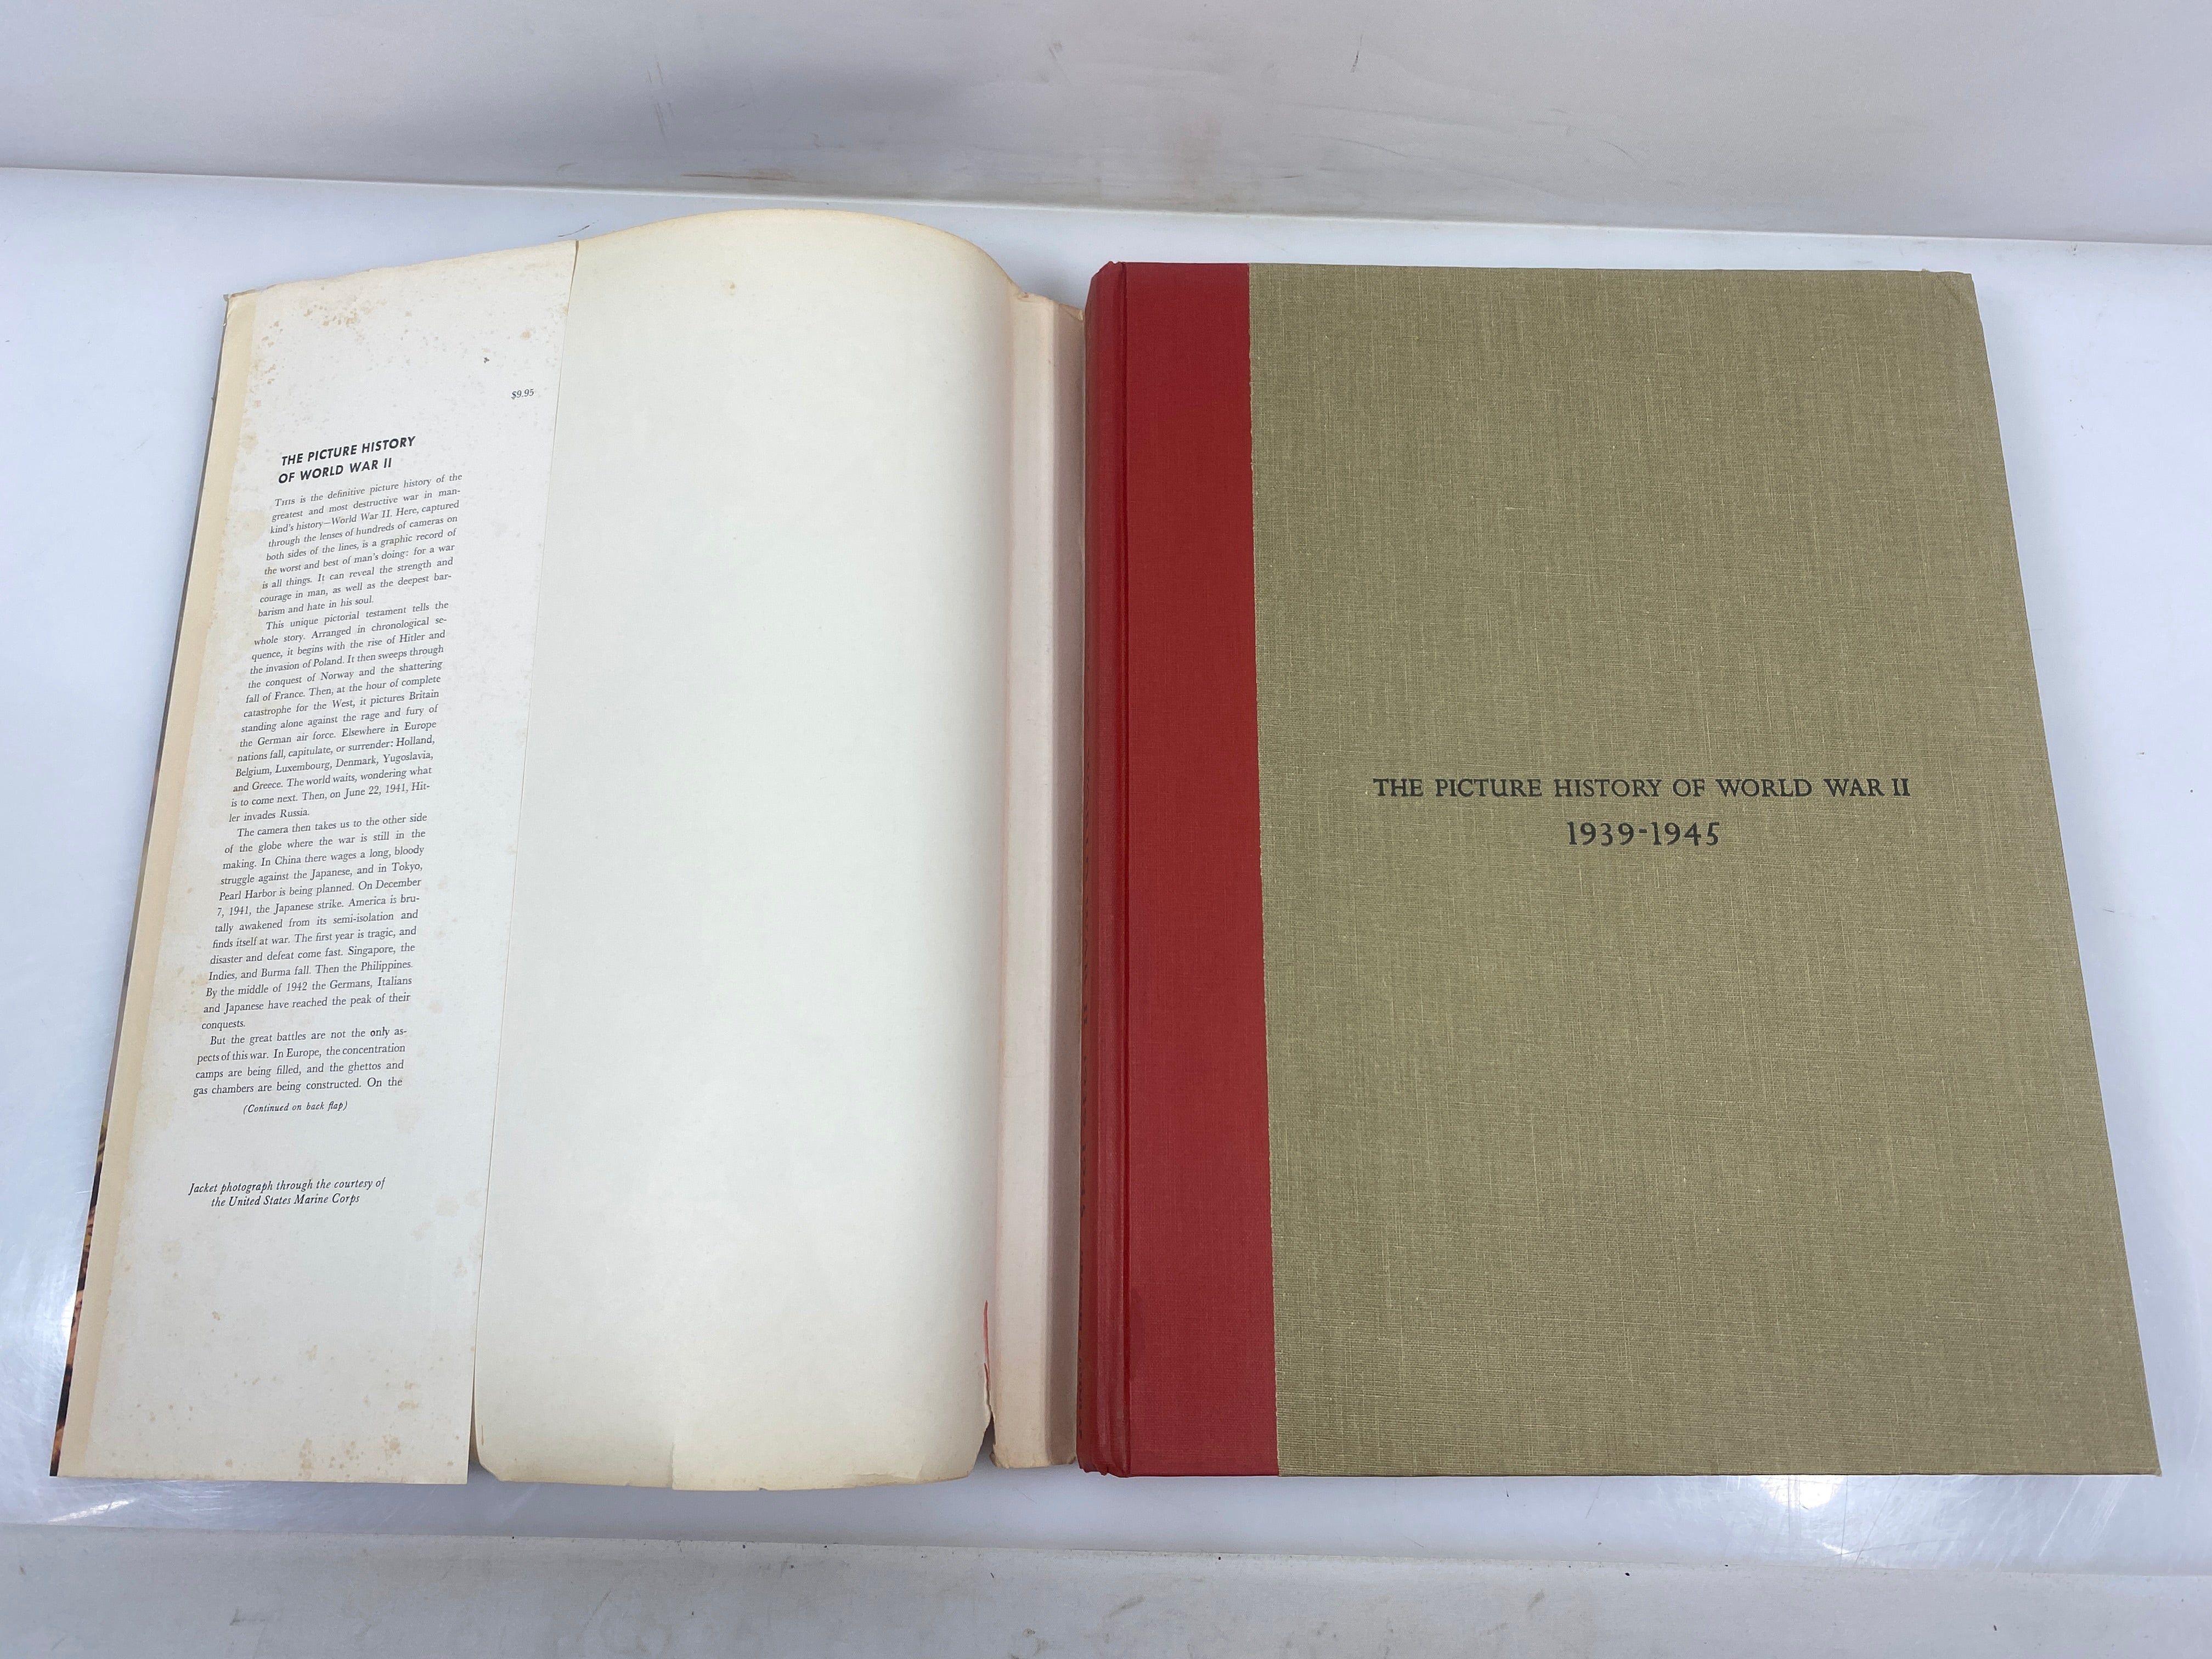 $9.95
THE PICTURE HISTORY
OF WORLD WAR II
THIS is the definitive picture history of the
greatest and most destructive war in man-
kind's history—World War II. Here, captured
through the lenses of hundreds of cameras on
both sides of the lines, is a graphic record of
the worst and best of man's doing: for a war
is all things. It can reveal the strength and
courage in man, as well as the deepest bar-
barism and hate in his soul.
This unique pictorial testament tells the
whole story. Arranged in chronological se-
quence, it begins with the rise of Hitler and
the invasion of Poland. It then sweeps through
the conquest of Norway and the shattering
fall of France. Then, at the hour of complete
catastrophe for the West, it pictures Britain
standing alone against the rage and fury of
the German air force. Elsewhere in Europe
nations fall, capitulate, or surrender: Holland,
Belgium, Luxembourg, Denmark, Yugoslavia,
and Greece. The world waits, wondering what
is to come next. Then, on June 22, 1941, Hit-
ler invades Russia.
The camera then takes us to the other side
of the globe where the war is still in the
making. In China there wages a long, bloody
struggle against the Japanese, and in Tokyo,
Pearl Harbor is being planned. On December
7, 1941, the Japanese strike. America is bru-
tally awakened from its semi-isolation and
finds itself at war. The first year is tragic, and
disaster and defeat come fast. Singapore, the
Indies, and Burma fall. Then the Philippines.
By the middle of 1942 the Germans, Italians
and Japanese have reached the peak of their
conquests.
But the great battles are not the only as-
pects of this war. In Europe, the concentration
camps are being filled, and the ghettos and
gas chambers are being constructed. On the
(Continued on back flap)
Jacket photograph through the courtesy of
the United States Marine Corps
THE PICTURE HISTORY OF WORLD WAR II
1939-1945